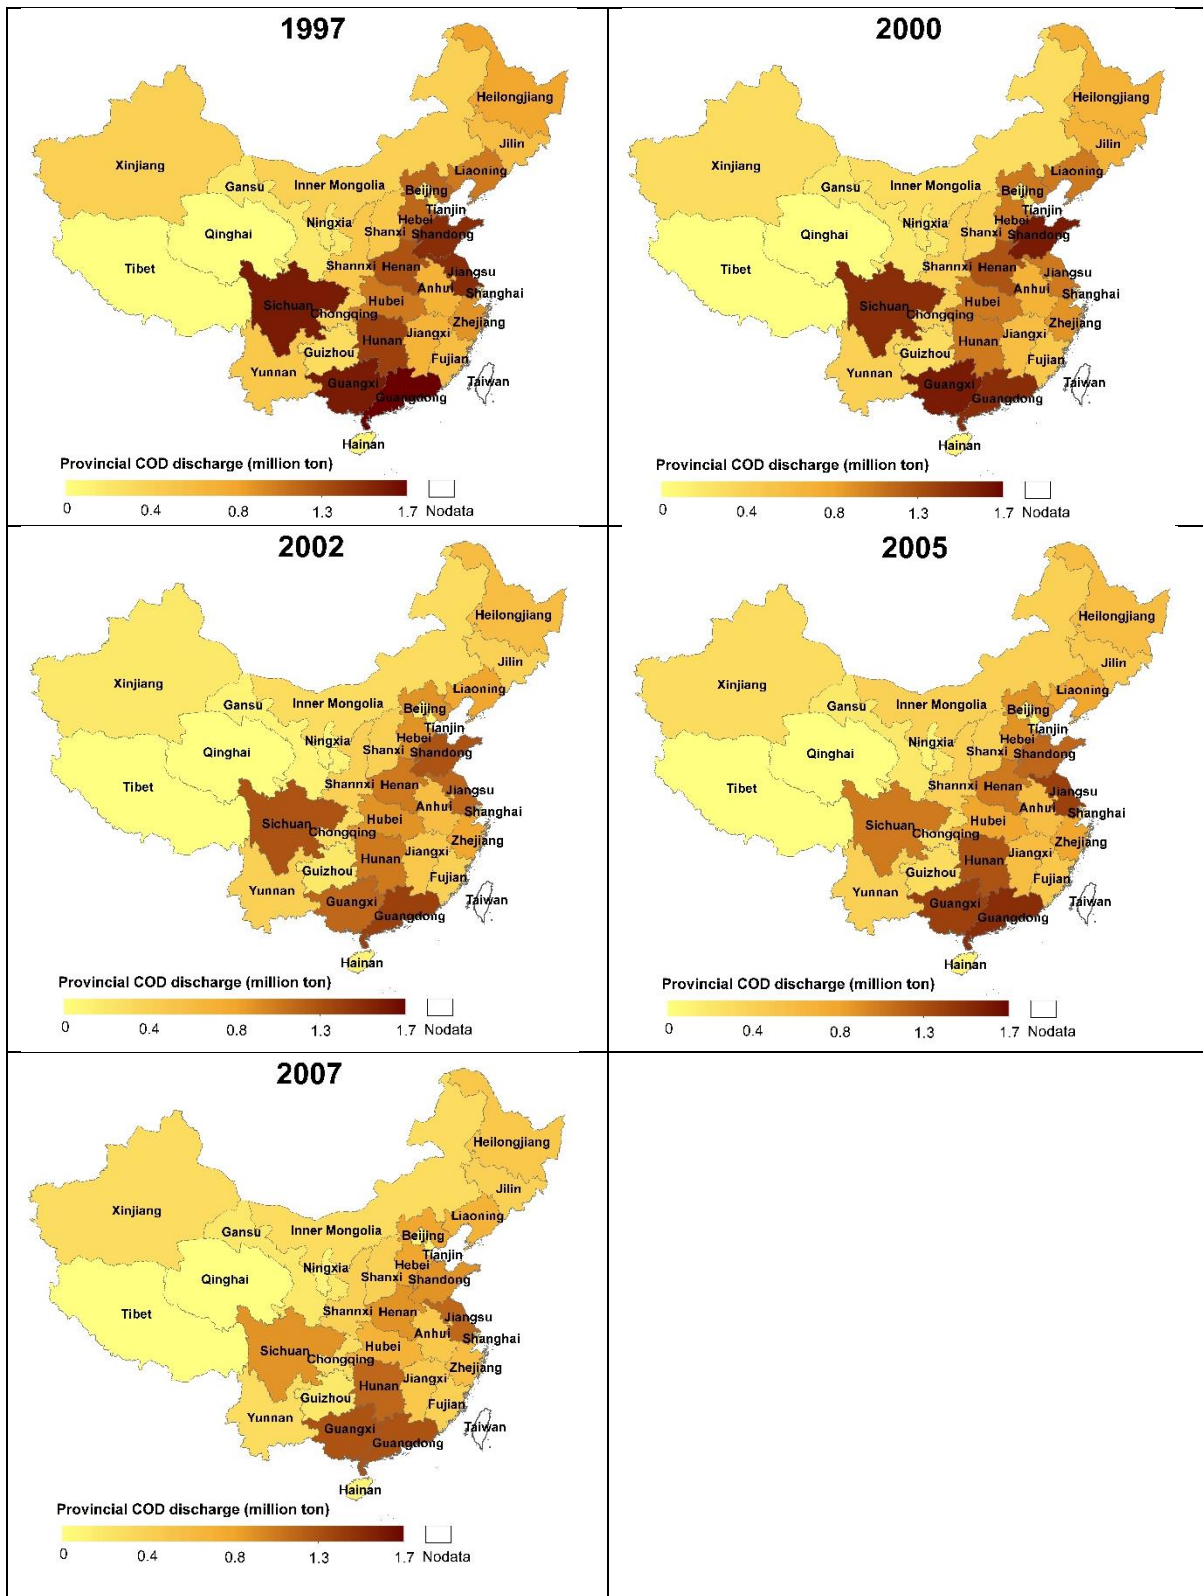 1997
Heilongjiang
Jilin
Xinjiang
Liaoning
Gansu
Inner Mongolia
Beijing
Tianjin
Ningxia
Hebei
Shanxi
Shandong
Qinghai
Tibet
Shannxi
Henan
Jiangsu
Anhui
Shanghai
Sichuan
Hubei
Chongqing
Zhejiang
Hunan
Jiangxi
Guizhou
Fujian
Yunnan
Guangxi
Taiwan
Guangdong
Hainan
Provincial COD discharge (million ton)
0 0.4 0.8 1.3 1.7 Nodata
2000
Heilongjiang
Jilin
Xinjiang
Liaoning
Gansu
Inner Mongolia
Beijing
Tianjin
Ningxia
Hebei
Shanxi
Shandong
Qinghai
Tibet
Shannxi
Henan
Jiangsu
Anhui
Shanghai
Sichuan
Hubei
Chongqing
Zhejiang
Hunan
Jiangxi
Guizhou
Fujian
Yunnan
Guangxi
Taiwan
Guangdong
Hainan
Provincial COD discharge (million ton)
0 0.4 0.8 1.3 1.7 Nodata
2002
Heilongjiang
Jilin
Xinjiang
Liaoning
Gansu
Inner Mongolia
Beijing
Tianjin
Ningxia
Hebei
Shanxi
Shandong
Qinghai
Tibet
Shannxi
Henan
Jiangsu
Anhui
Shanghai
Sichuan
Hubei
Chongqing
Zhejiang
Hunan
Jiangxi
Guizhou
Fujian
Yunnan
Guangxi
Taiwan
Guangdong
Hainan
Provincial COD discharge (million ton)
0 0.4 0.8 1.3 1.7 Nodata
2005
Heilongjiang
Jilin
Xinjiang
Liaoning
Gansu
Inner Mongolia
Beijing
Tianjin
Ningxia
Hebei
Shanxi
Shandong
Qinghai
Tibet
Shannxi
Henan
Jiangsu
Anhui
Shanghai
Sichuan
Hubei
Chongqing
Zhejiang
Hunan
Jiangxi
Guizhou
Fujian
Yunnan
Guangxi
Taiwan
Guangdong
Hainan
Provincial COD discharge (million ton)
0 0.4 0.8 1.3 1.7 Nodata
2007
Heilongjiang
Jilin
Xinjiang
Liaoning
Gansu
Inner Mongolia
Beijing
Tianjin
Ningxia
Hebei
Shanxi
Shandong
Qinghai
Tibet
Shannxi
Henan
Jiangsu
Anhui
Shanghai
Sichuan
Hubei
Chongqing
Zhejiang
Hunan
Jiangxi
Guizhou
Fujian
Yunnan
Guangxi
Taiwan
Guangdong
Hainan
Provincial COD discharge (million ton)
0 0.4 0.8 1.3 1.7 Nodata